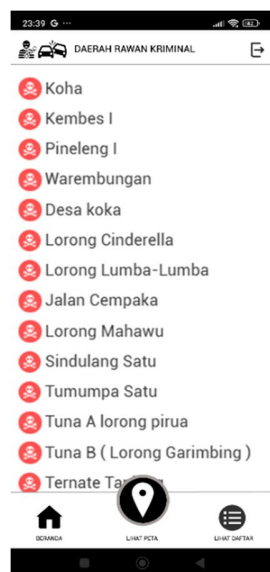 23:39 G ...
DAERAH RAWAN KRIMINAL
Koha
Kembes I
Pineleng I
Warembungan
Desa koka
Lorong Cinderella
Lorong Lumba-Lumba
Jalan Cempaka
Lorong Mahawu
Sindulang Satu
Tumumpa Satu
Tuna A lorong pirua
Tuna B ( Lorong Garimbing )
Ternate
BERANDA
LIHAT PETA
LIHAT DAFTAR